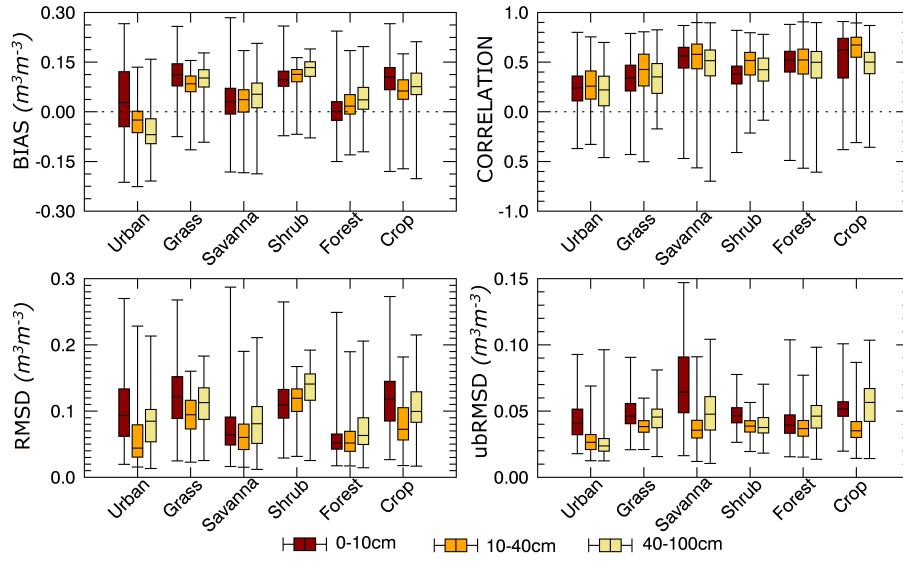 BIAS (m³m⁻³)
0.30
0.15
0.00
-0.15
-0.30
Urban
Grass
Savanna
Shrub
Forest
Crop
CORRELATION
1.0
0.5
0.0
0.5
-1.0
Urban
Grass
Savanna
Shrub
Forest
Crop
RMSD (m³m⁻³)
0.3
0.2
0.1
0.0
Urban
Grass
Savanna
Shrub
Forest
Crop
ubRMSD (m³m⁻³)
0.15
0.10
0.05
0.00
Urban
Grass
Savanna
Shrub
Forest
Crop
0-10cm 10-40cm 40-100cm